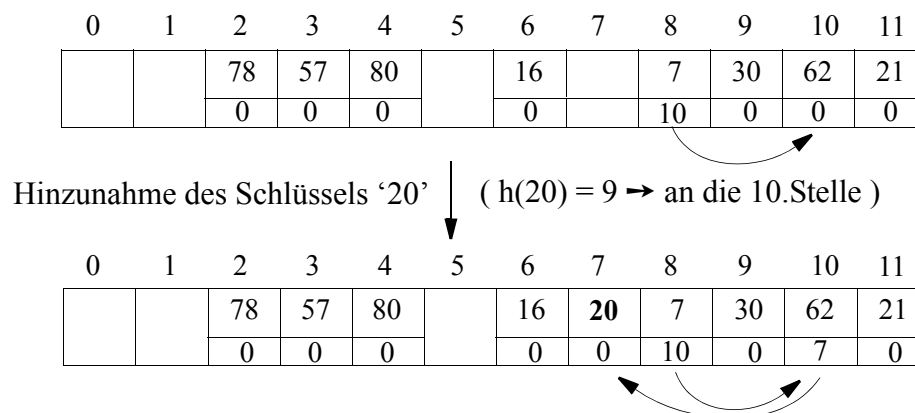 0 1 2 3 4 5 6 7 8 9 10 11
78 57 80 16 7 30 62 21
0 0 0 0 10 0 0 0
Hinzunahme des Schlüssels ‘20’ ( h(20) = 9 ➙ an die 10.Stelle )
0 1 2 3 4 5 6 7 8 9 10 11
78 57 80 16 20 7 30 62 21
0 0 0 0 0 10 0 7 0